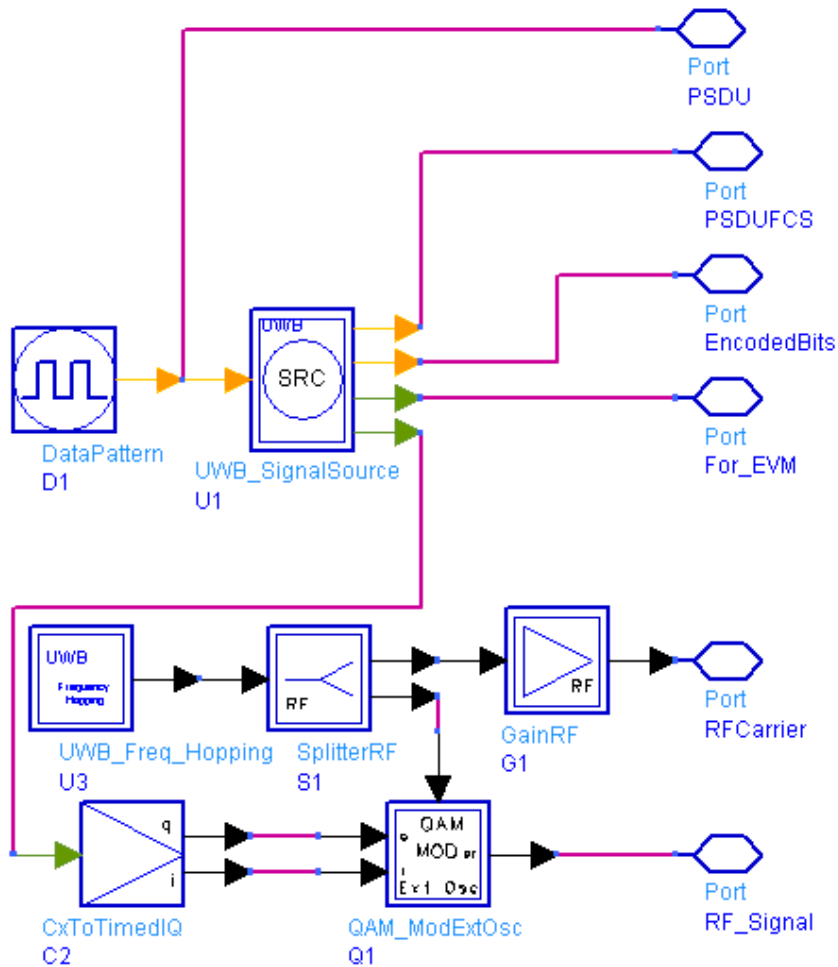 Port
PSDU
Port
PSDUFCS
Port
EncodedBits
UWB
SRC
DataPattern
D1
UWB_SignalSource
U1
Port
For_EVM
UWB
Frequency
Hopping
RF
RF
UWB_Freq_Hopping
U3
SplitterRF
S1
GainRF
G1
Port
RFCarrier
q
i
QAM
MOD
Ext Osc
CxToTimedIQ
C2
QAM_ModExtOsc
Q1
Port
RF_Signal